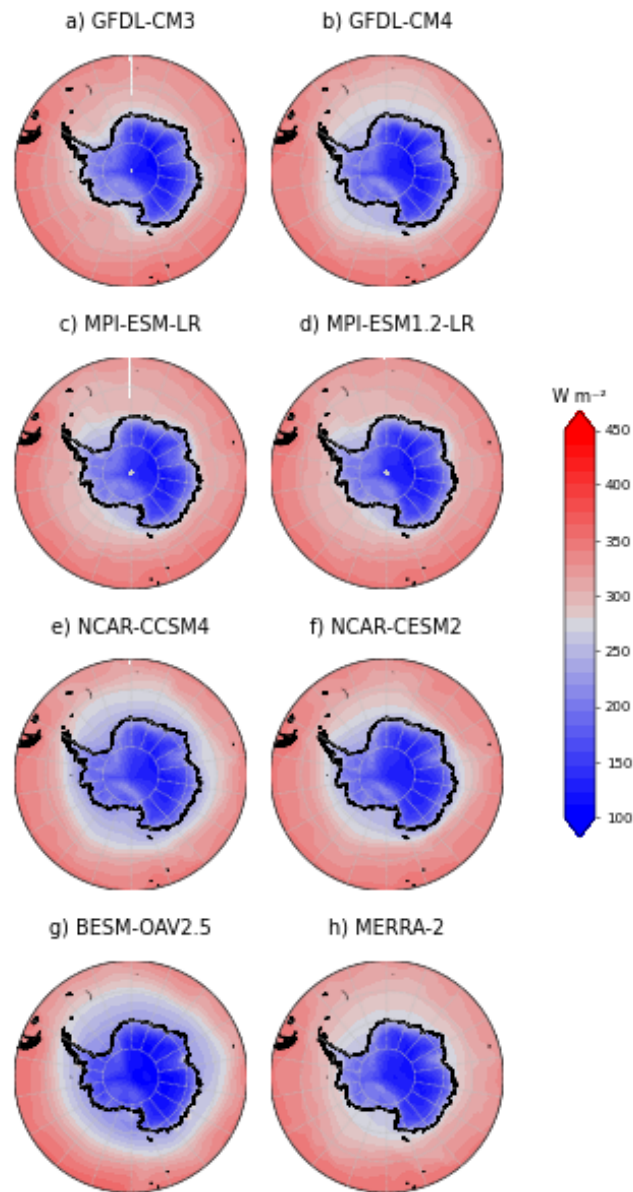 a) GFDL-CM3
b) GFDL-CM4
c) MPI-ESM-LR
d) MPI-ESM1.2-LR
W m⁻²
450
400
350
300
250
200
150
100
e) NCAR-CCSM4
f) NCAR-CESM2
g) BESM-OAV2.5
h) MERRA-2